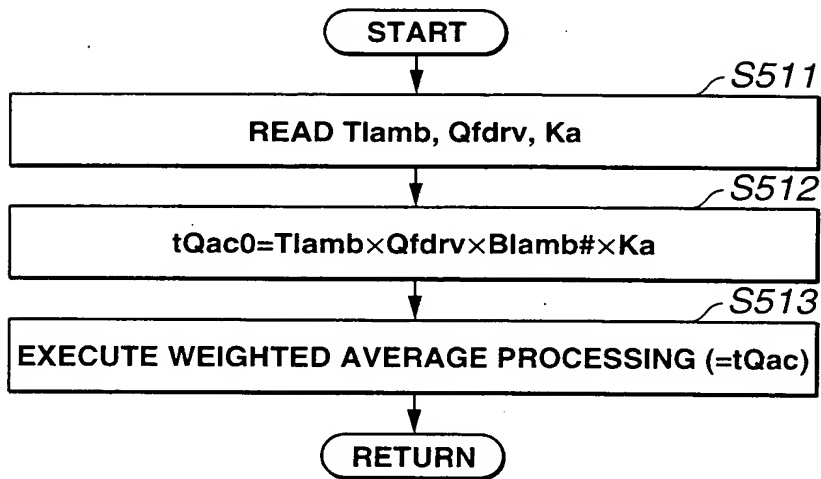 START
S511
READ Tlamb, Qfdrv, Ka
S512
tQac0=Tlamb×Qfdrv×Blamb#×Ka
S513
EXECUTE WEIGHTED AVERAGE PROCESSING (=tQac)
RETURN